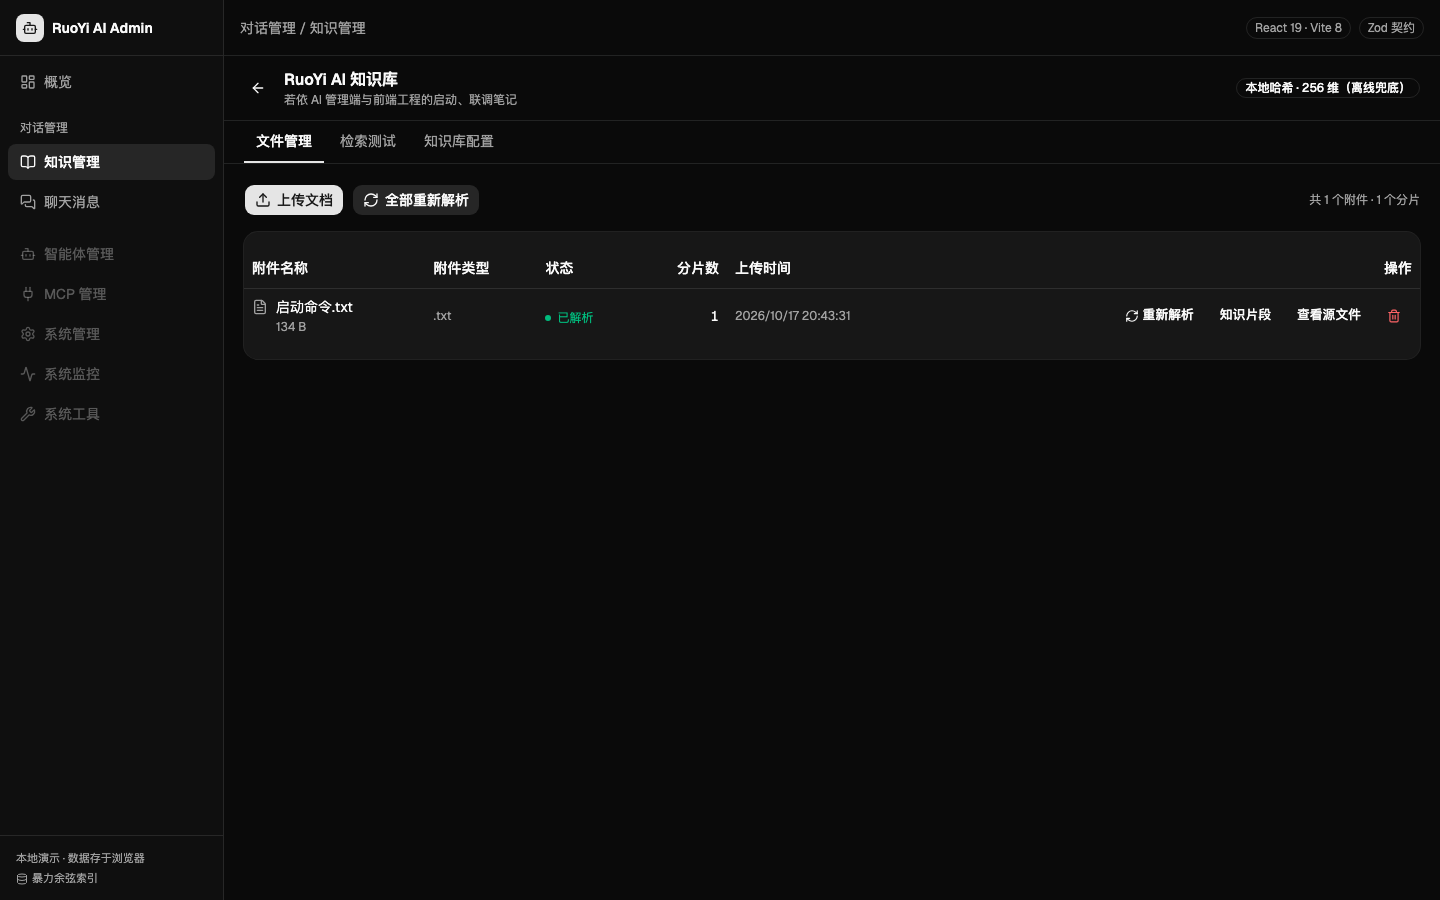 RuoYi AI Admin
对话管理 / 知识管理
React 19 · Vite 8
Zod 契约
概览
对话管理
知识管理
聊天消息
智能体管理
MCP 管理
系统管理
系统监控
系统工具
本地演示 · 数据存于浏览器
暴力余弦索引
RuoYi AI 知识库
若依 AI 管理端与前端工程的启动、联调笔记
本地哈希 · 256 维（离线兜底）
文件管理 检索测试 知识库配置
上传文档 全部重新解析
共 1 个附件 · 1 个分片
附件名称 附件类型 状态 分片数 上传时间 操作
启动命令.txt
134 B
.txt 已解析 1 2026/10/17 20:43:31 重新解析 知识片段 查看源文件